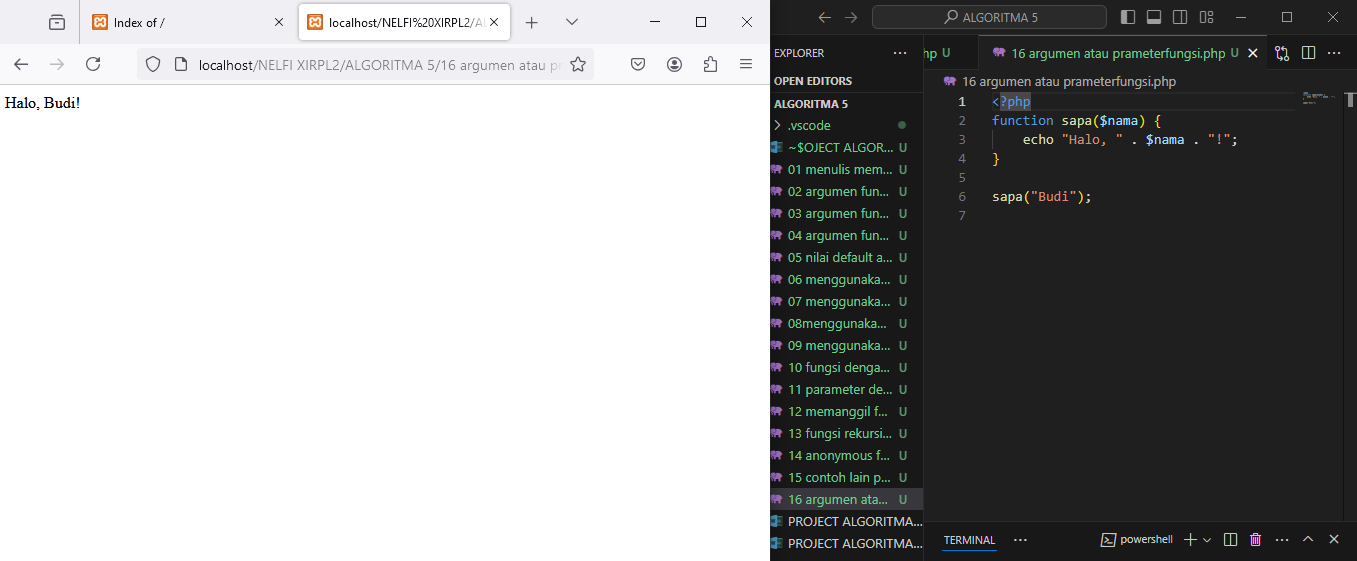 Index of /
localhost/NELFI%20XIRPL2/AL
localhost/NELFI XIRPL2/ALGORITMA 5/16 argumen atau pr
Halo, Budi!
ALGORITMA 5
EXPLORER
OPEN EDITORS
ALGORITMA 5
.vscode
~$OJECT ALGOR... U
01 menulis mem... U
02 argumen fun... U
03 argumen fun... U
04 argumen fun... U
05 nilai default a... U
06 menggunaka... U
07 menggunaka... U
08menggunaka... U
09 menggunaka... U
10 fungsi denga... U
11 parameter de... U
12 memanggil f... U
13 fungsi rekursi... U
14 anonymous f... U
15 contoh lain p... U
16 argumen ata... U
PROJECT ALGORITMA...
PROJECT ALGORITMA...
hp U
16 argumen atau prameterfungsi.php U
16 argumen atau prameterfungsi.php
1 <?php
2 function sapa($nama) {
3 echo "Halo, " . $nama . "!";
4 }
5
6 sapa("Budi");
7
TERMINAL
powershell